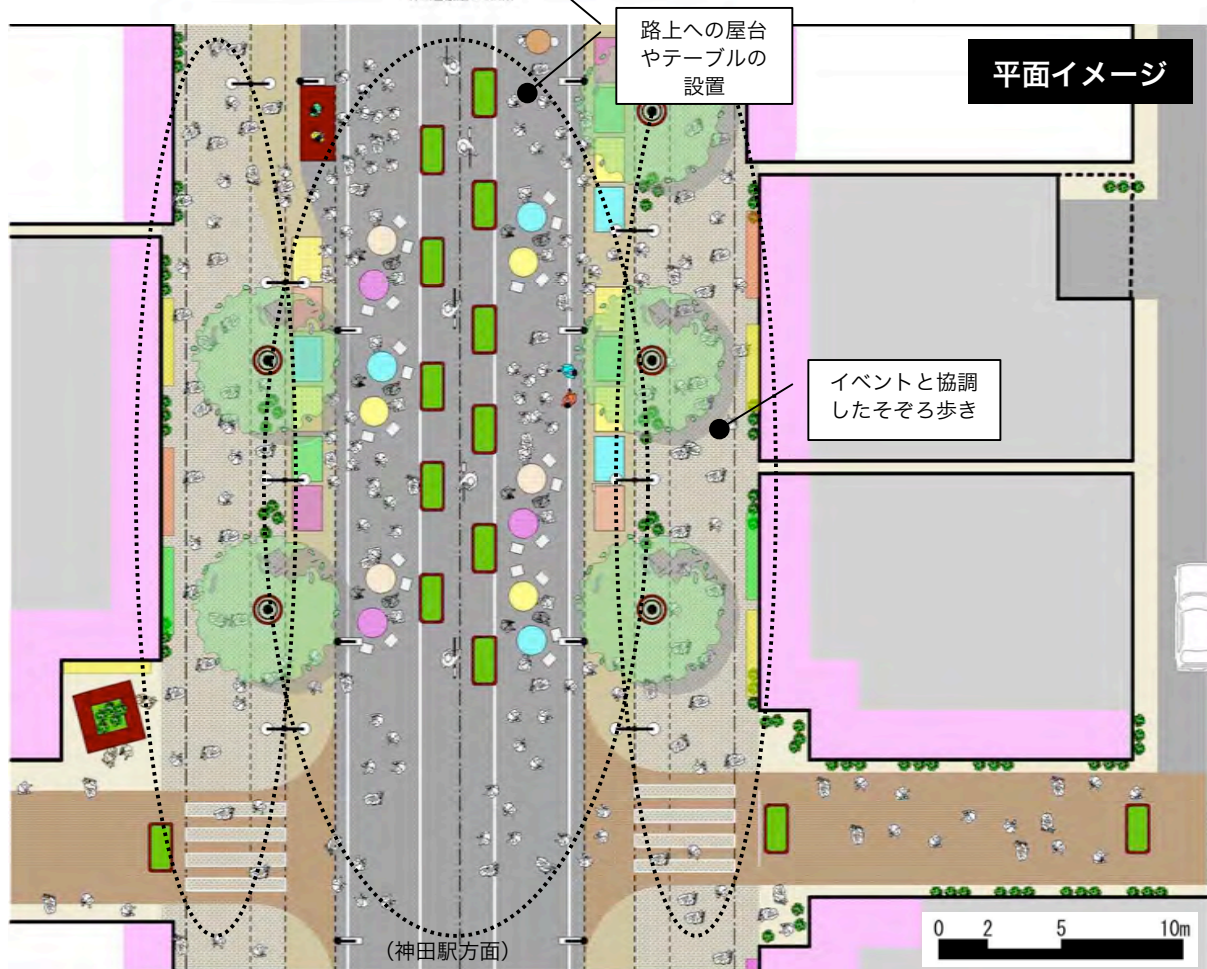 路上への屋台
やテーブルの
設置
平面イメージ
イベントと協調
したそぞろ歩き
(神田駅方面)
0 2 5 10m